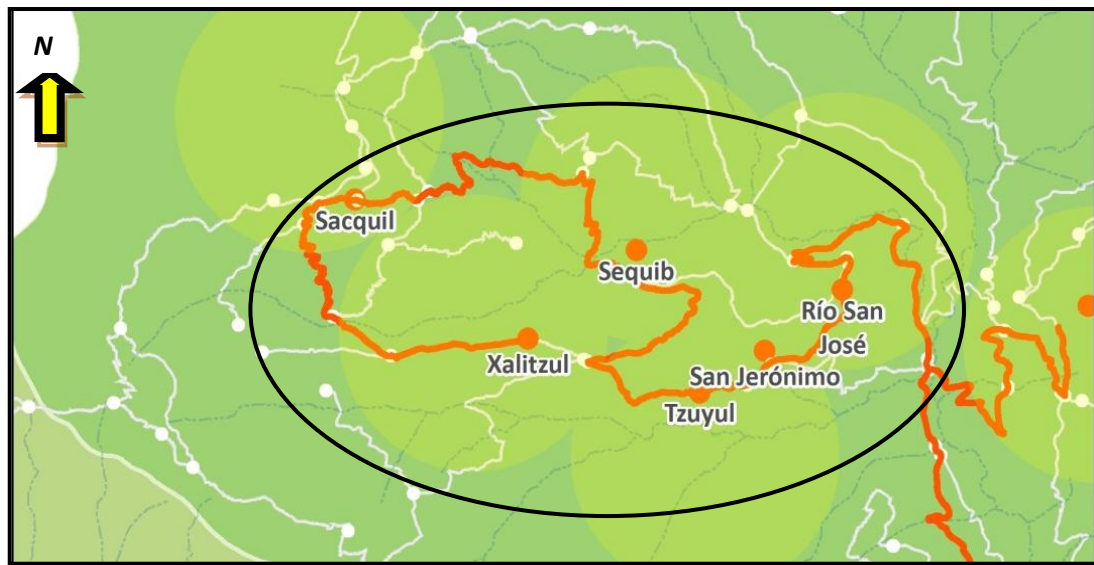 N
Sacquil
Sequib
Río San
José
Xalitzul
San Jerónimo
Tzuyul